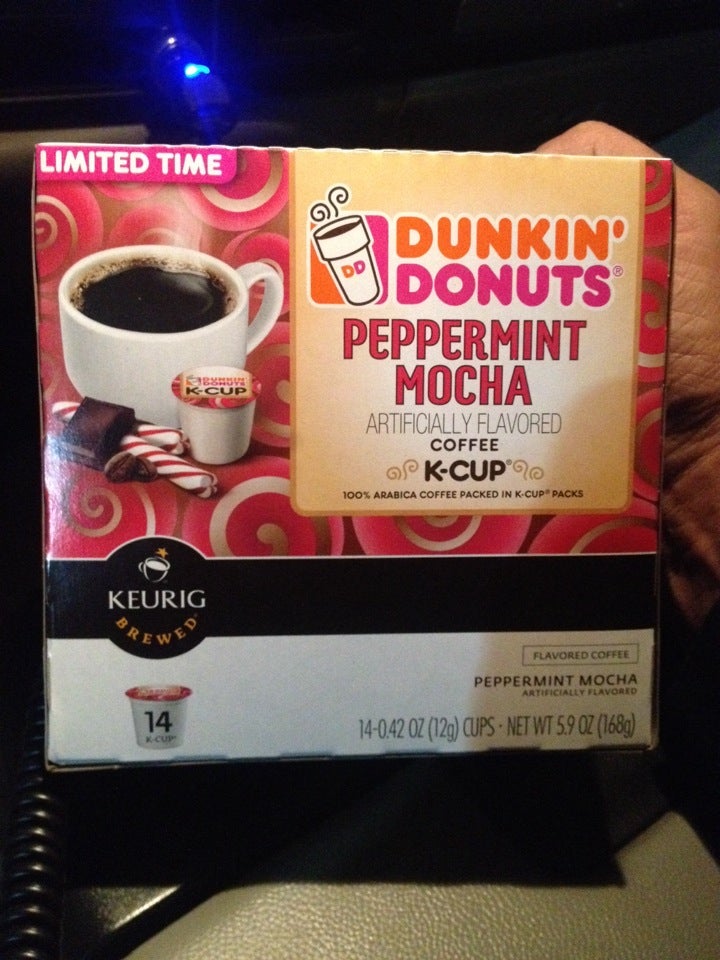 LIMITED TIME
DUNKIN'
DONUTS®
PEPPERMINT
MOCHA
ARTIFICIALLY FLAVORED
COFFEE
K-CUP®
100% ARABICA COFFEE PACKED IN K-CUP® PACKS
DD
DUNKIN'
DONUTS
K-CUP
KEURIG
BREWED
FLAVORED COFFEE
PEPPERMINT MOCHA
ARTIFICIALLY FLAVORED
14
K-CUP®
14-0.42 OZ (12g) CUPS · NET WT 5.9 OZ (168g)